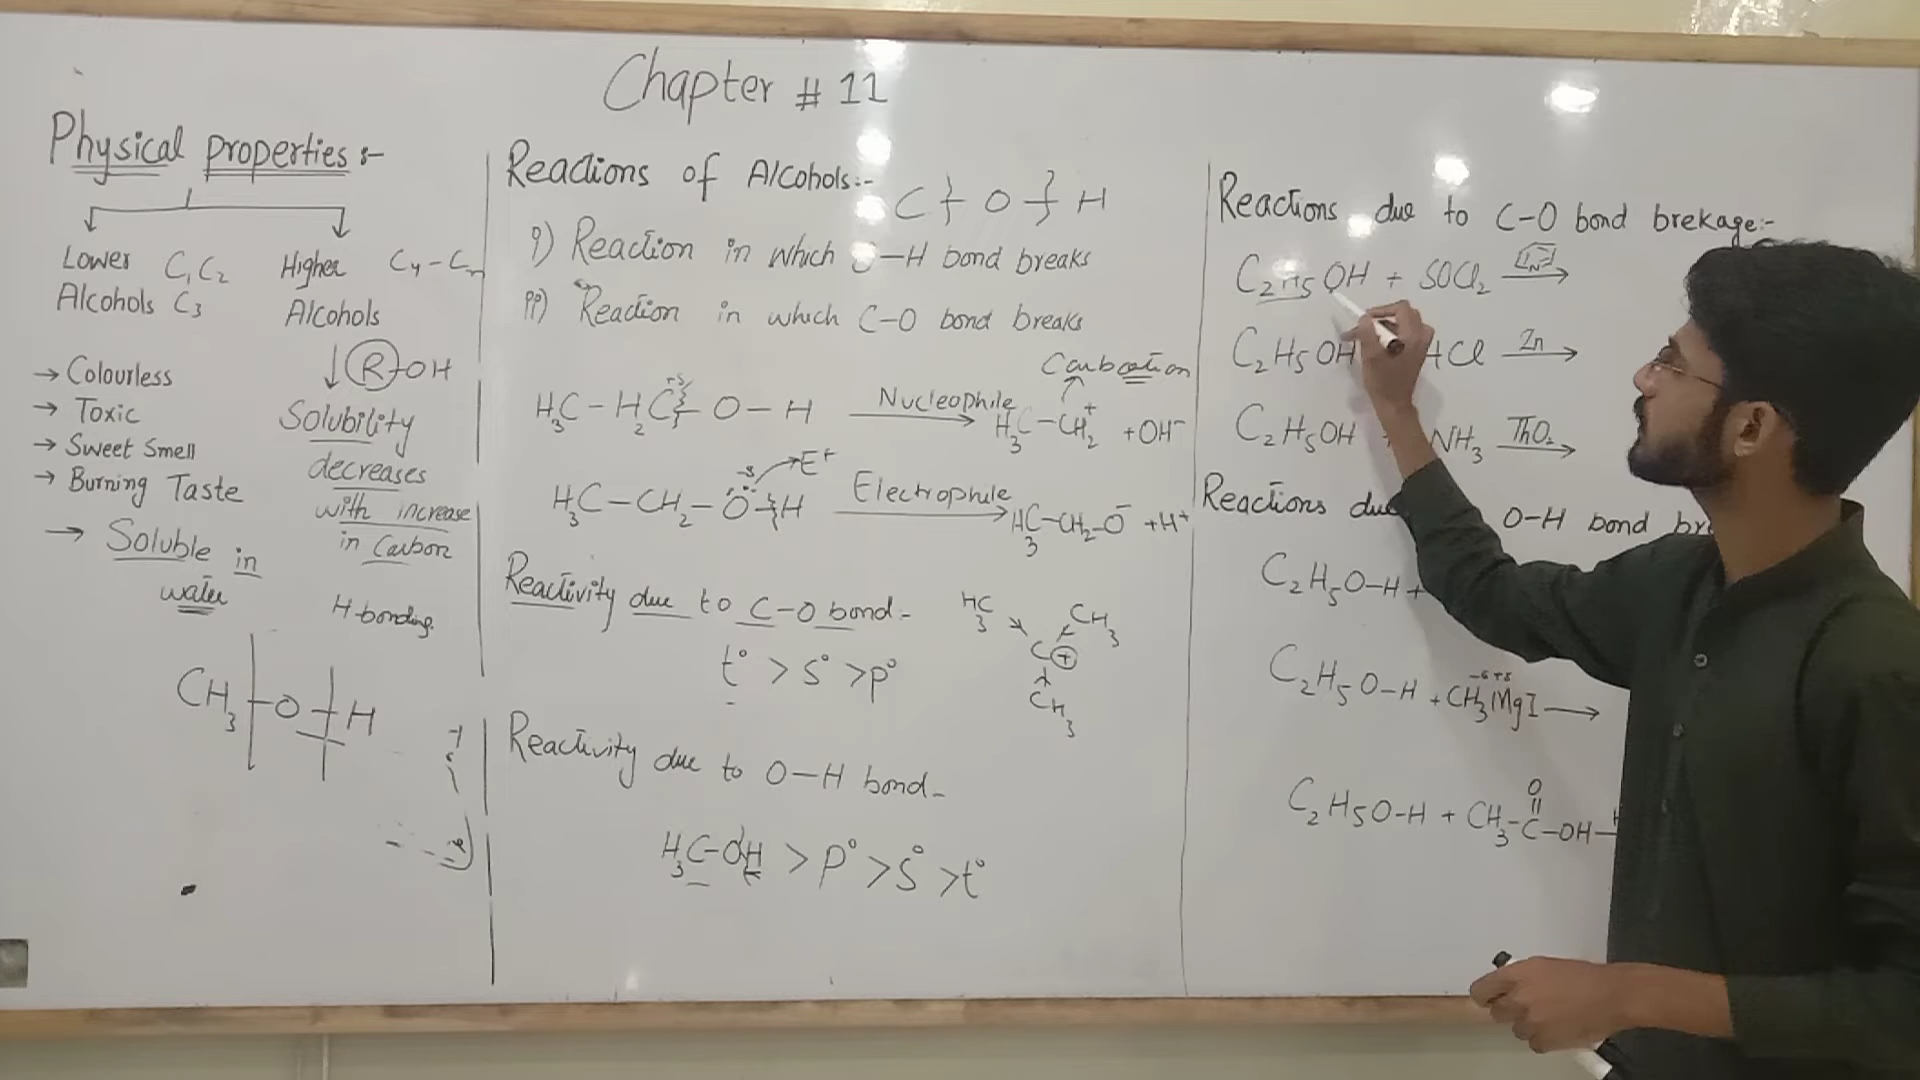 Chapter # 11
Physical properties :-
Lower Alcohols C₁ C₂ C₃
Higher Alcohols C₄ - Cₙ
→ Colourless
→ Toxic
→ Sweet Smell
→ Burning Taste
→ Soluble in water
↓ R-OH
Solubility
decreases
with increase
in Carbon
H-bonding.
CH₃-O-H
Reactions of Alcohols:-
C } O } H
i) Reaction in which O-H bond breaks
ii) Reaction in which C-O bond breaks
Carbocation
H₃C-H₂C-O-H Nucleophile → H₃C-CH₂⁺ + OH⁻
H₃C-CH₂-O-H E⁺ Electrophile → H₃C-CH₂-O⁻ + H⁺
Reactivity due to C-O bond-
t° > s° > p°
H₃C CH₃
C⊕
CH₃
Reactivity due to O-H bond-
H₃C-OH > p° > s° > t°
Reactions due to C-O bond brekage:-
C₂H₅OH + SOCl₂ →
C₂H₅OH HCl Zn →
C₂H₅OH + NH₃ ThO₂ →
Reactions due O-H bond
C₂H₅O-H +
C₂H₅O-H + CH₃MgI →
O
C₂H₅O-H + CH₃-C-OH